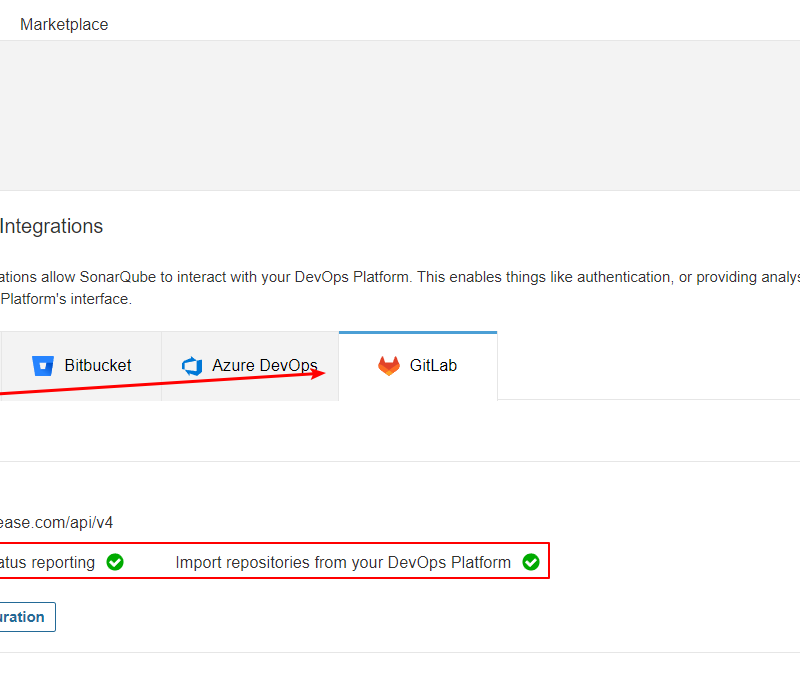 Marketplace
Integrations
ations allow SonarQube to interact with your DevOps Platform. This enables things like authentication, or providing analys
Platform's interface.
Bitbucket
Azure DevOps
GitLab
ease.com/api/v4
atus reporting
Import repositories from your DevOps Platform
uration